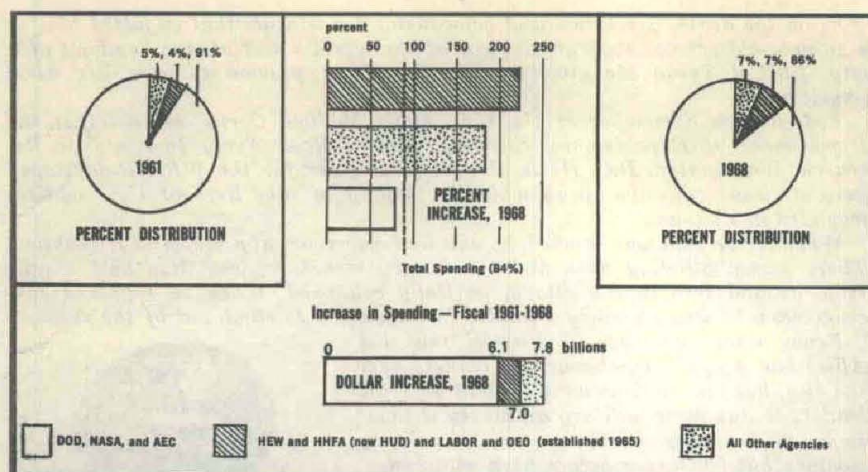 5%, 4%, 91%
1961
PERCENT DISTRIBUTION
percent
0 50 100 150 200 250
PERCENT
INCREASE, 1968
Total Spending (84%)
7%, 7%, 86%
1968
PERCENT DISTRIBUTION
Increase in Spending—Fiscal 1961-1968
0 6.1 7.8 billions
DOLLAR INCREASE, 1968
7.0
DOD, NASA, and AEC
HEW and HHFA (now HUD) and LABOR and OEO (established 1965)
All Other Agencies